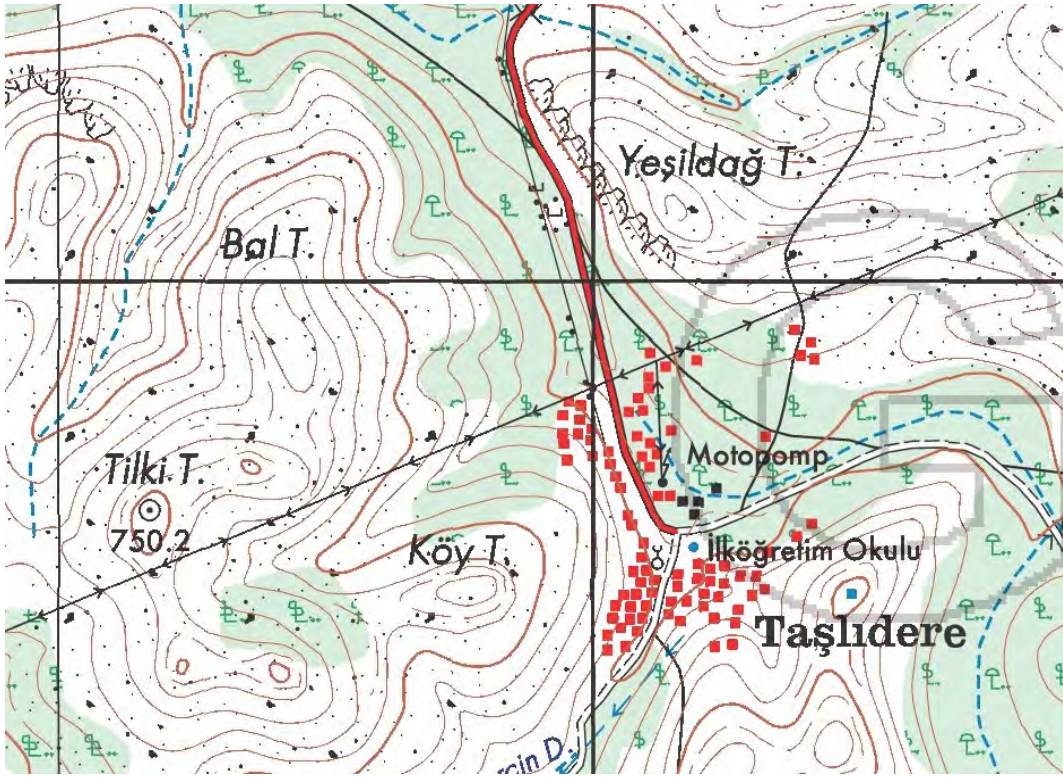 Yeşildağ T.
Bal T.
Tilki T.
750.2
Motopomp
Köy T.
İlköğretim Okulu
Taşlıdere
D.